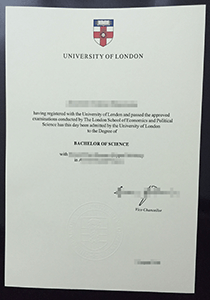 UNIVERSITY OF LONDON
having registered with the University of London and passed the approved
examinations conducted by The London School of Economics and Political
Science has this day been admitted by the University of London
to the Degree of
BACHELOR OF SCIENCE
with
in
Vice-Chancellor